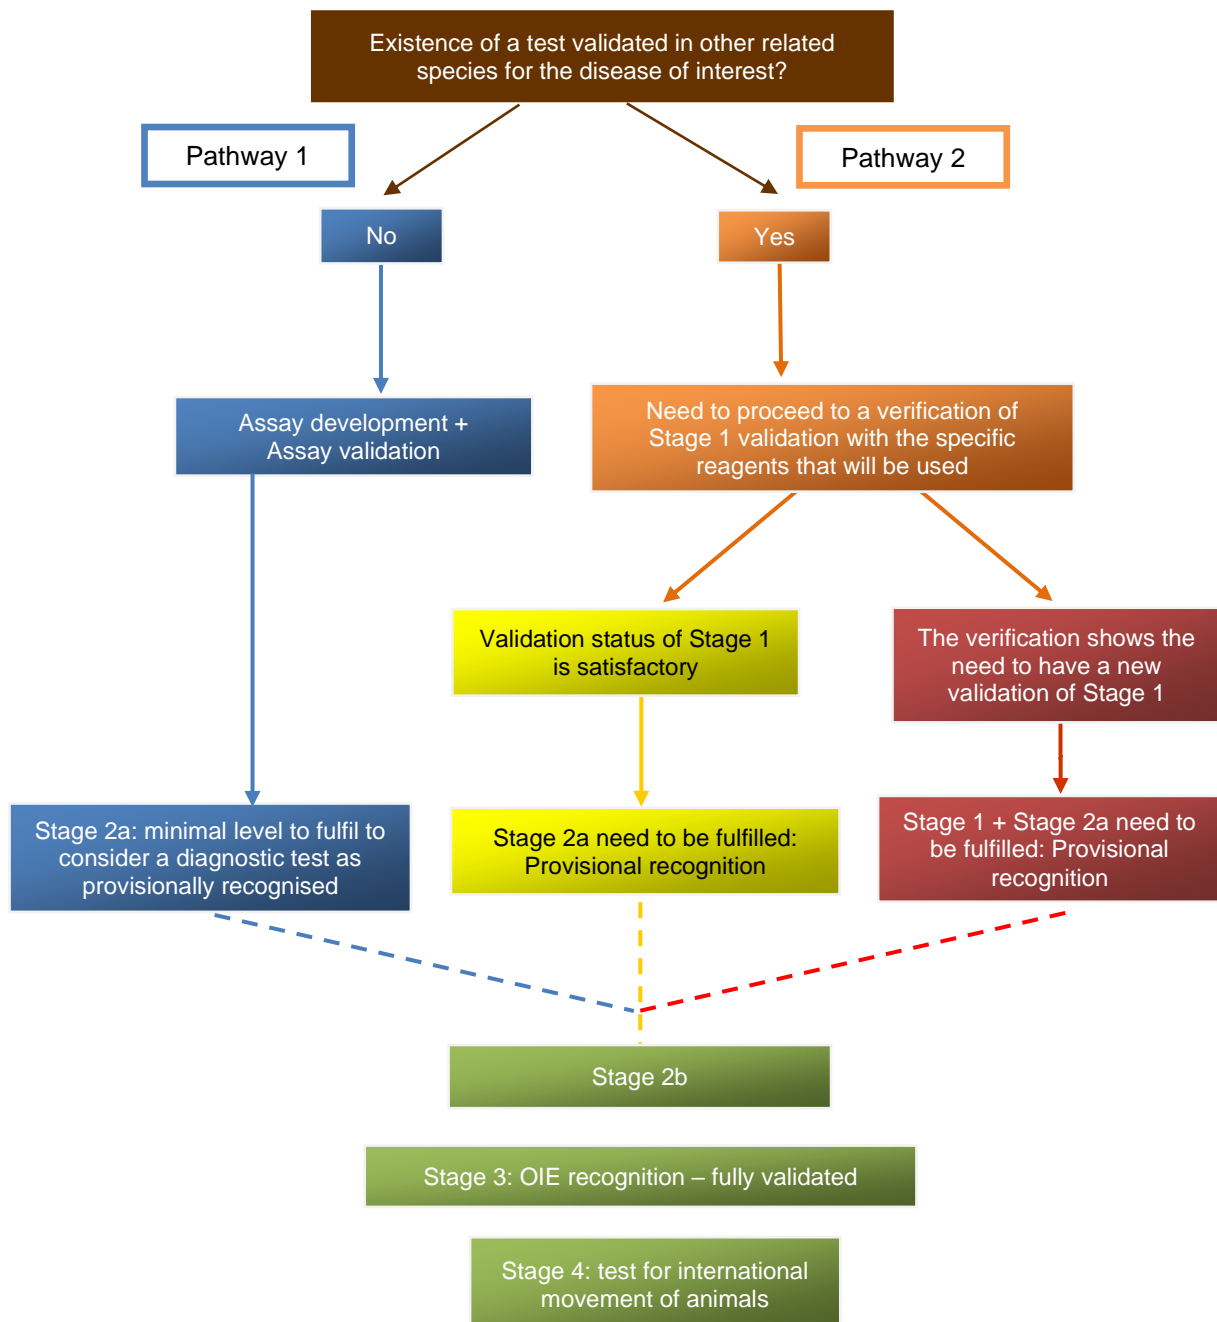 Existence of a test validated in other related
species for the disease of interest?
Pathway 1
Pathway 2
No
Yes
Assay development +
Assay validation
Need to proceed to a verification of
Stage 1 validation with the specific
reagents that will be used
Validation status of Stage 1
is satisfactory
The verification shows the
need to have a new
validation of Stage 1
Stage 2a: minimal level to fulfil to
consider a diagnostic test as
provisionally recognised
Stage 2a need to be fulfilled:
Provisional recognition
Stage 1 + Stage 2a need to
be fulfilled: Provisional
recognition
Stage 2b
Stage 3: OIE recognition – fully validated
Stage 4: test for international
movement of animals